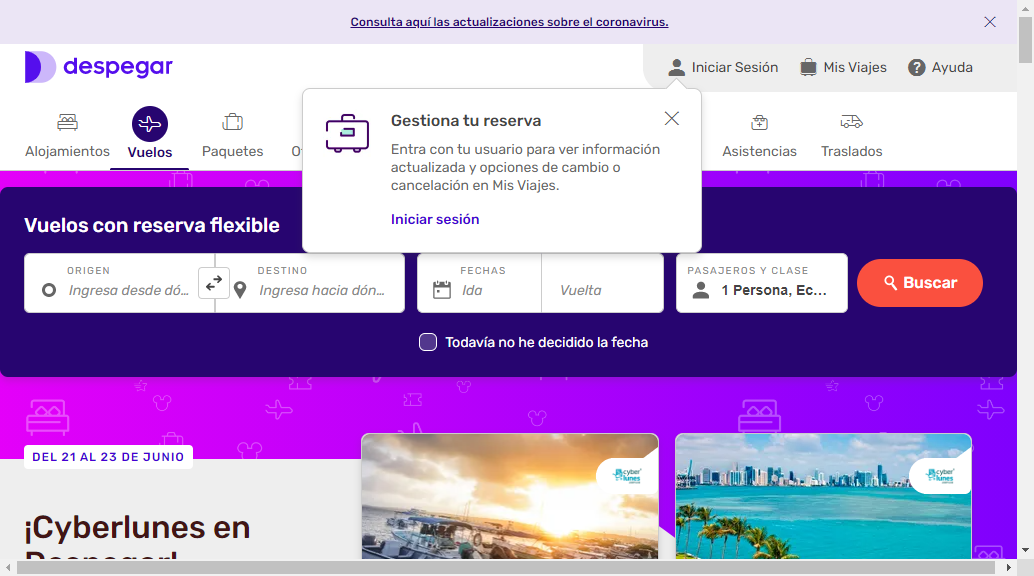 Consulta aquí las actualizaciones sobre el coronavirus.
despegar
Iniciar Sesión
Mis Viajes
? Ayuda
Alojamientos
Vuelos
Paquetes
Asistencias
Traslados
Gestiona tu reserva
Entra con tu usuario para ver información
actualizada y opciones de cambio o
cancelación en Mis Viajes.
Iniciar sesión
Vuelos con reserva flexible
ORIGEN
Ingresa desde dó...
DESTINO
Ingresa hacia dón...
FECHAS
Ida
Vuelta
PASAJEROS Y CLASE
1 Persona, Ec...
Buscar
Todavía no he decidido la fecha
DEL 21 AL 23 DE JUNIO
¡Cyberlunes en
Despegar!
cyber
lunes
cyber
lunes